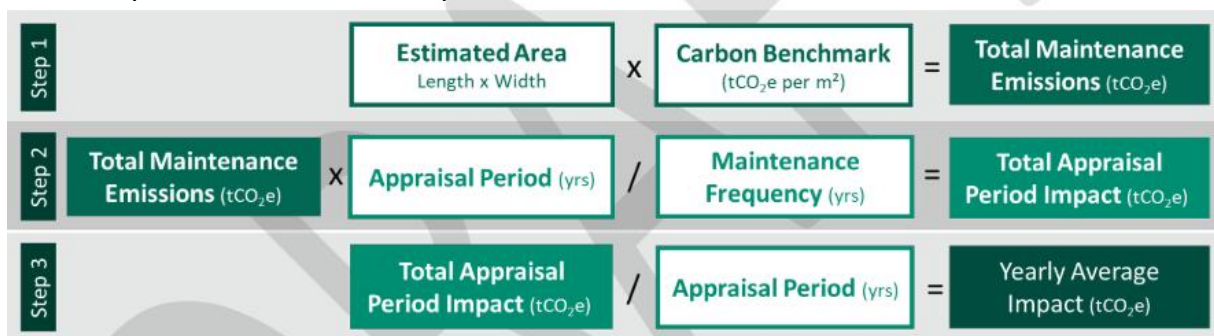 Step 1
Estimated Area
Length x Width
x
Carbon Benchmark
(tCO₂e per m²)
=
Total Maintenance
Emissions (tCO₂e)
Step 2
Total Maintenance
Emissions (tCO₂e)
x
Appraisal Period (yrs)
/
Maintenance
Frequency (yrs)
=
Total Appraisal
Period Impact (tCO₂e)
Step 3
Total Appraisal
Period Impact (tCO₂e)
/
Appraisal Period (yrs)
=
Yearly Average
Impact (tCO₂e)